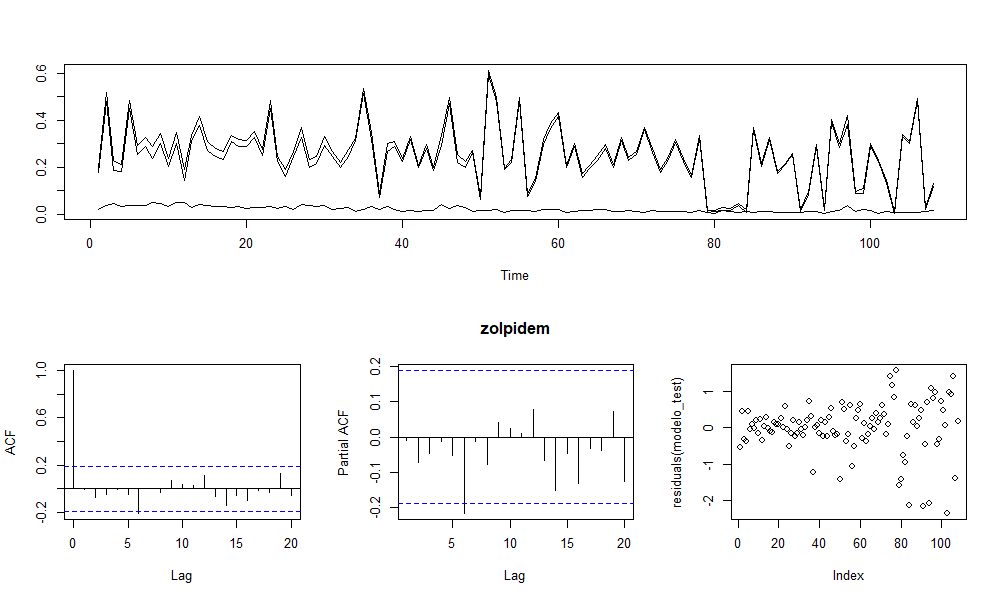 0.0 0.2 0.4 0.6
0 20 40 60 80 100
Time
zolpidem
ACF
-0.2 0.2 0.6 1.0
0 5 10 15 20
Lag
Partial ACF
-0.2 -0.1 0.0 0.1 0.2
5 10 15 20
Lag
residuals(modelo_test)
-2 -1 0 1
0 20 40 60 80 100
Index